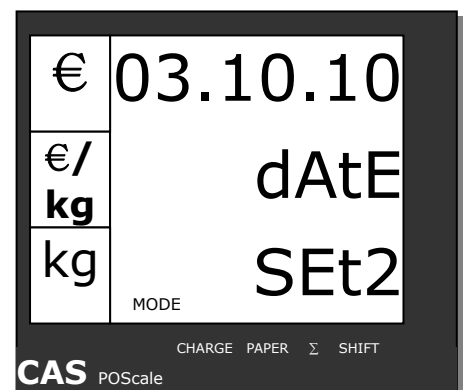 € 03.10.10
€/kg dAtE
kg SEt2
MODE
CHARGE PAPER Σ SHIFT
CAS POScale